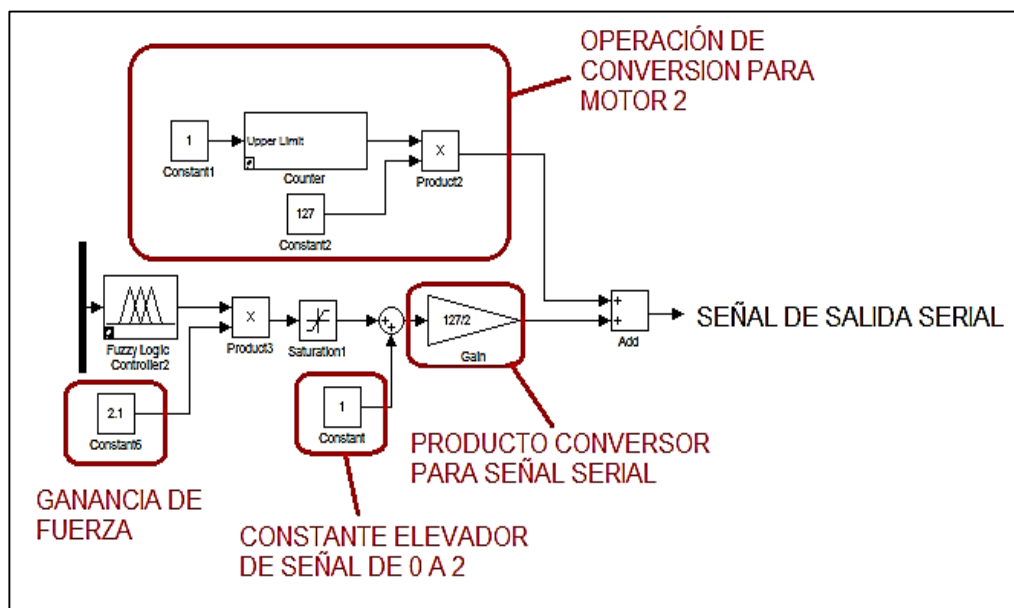 OPERACIÓN DE
CONVERSION PARA
MOTOR 2
1
Constant1
Upper Limit
Counter
X
Product2
127
Constant2
Fuzzy Logic
Controller2
X
Product3
Saturation1
127/2
Gain
Add
SEÑAL DE SALIDA SERIAL
2.1
Constant6
1
Constant
PRODUCTO CONVERSOR
PARA SEÑAL SERIAL
GANANCIA DE
FUERZA
CONSTANTE ELEVADOR
DE SEÑAL DE 0 A 2